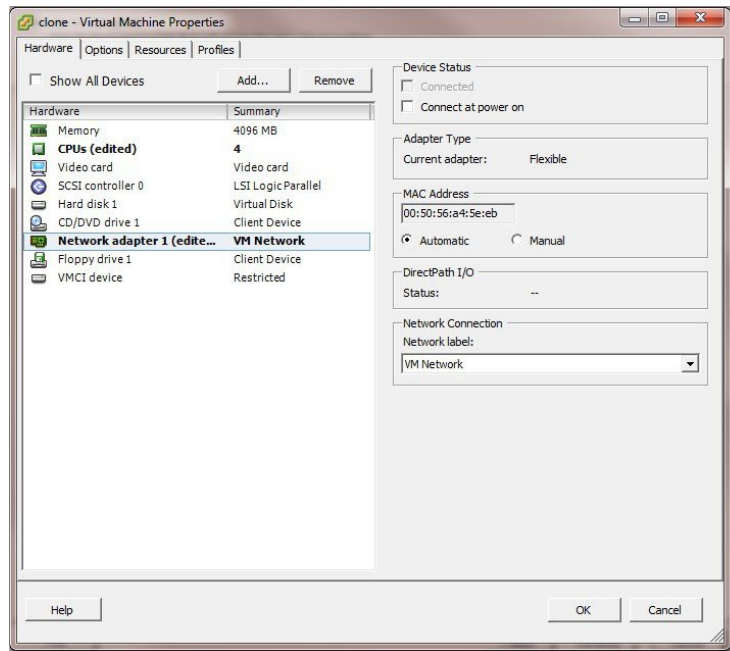 clone - Virtual Machine Properties
Hardware Options Resources Profiles
Show All Devices Add... Remove
Hardware Summary
Memory 4096 MB
CPUs (edited) 4
Video card Video card
SCSI controller 0 LSI Logic Parallel
Hard disk 1 Virtual Disk
CD/DVD drive 1 Client Device
Network adapter 1 (edite... VM Network
Floppy drive 1 Client Device
VMCI device Restricted
Device Status
Connected
Connect at power on
Adapter Type
Current adapter: Flexible
MAC Address
00:50:56:a4:5e:eb
Automatic Manual
DirectPath I/O
Status: --
Network Connection
Network label:
VM Network
Help OK Cancel